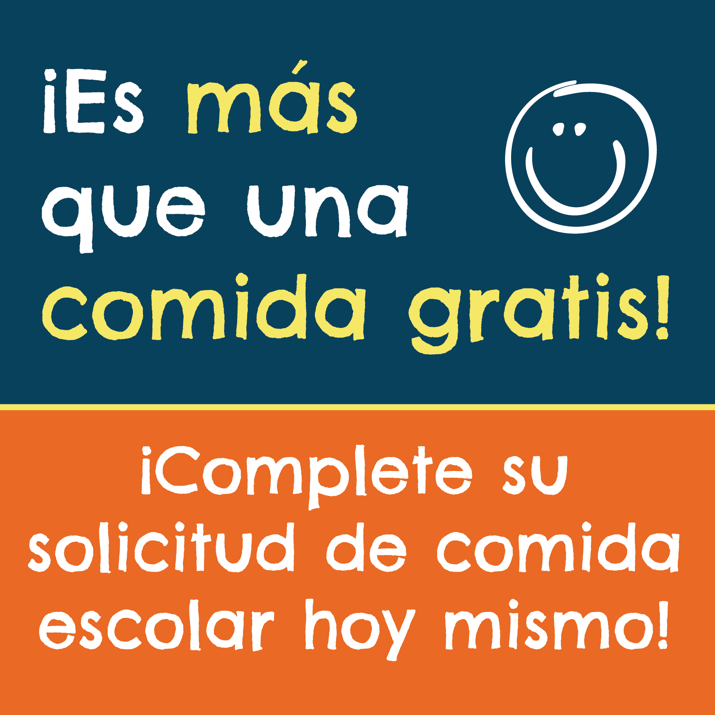 ¡Es más
que una
comida gratis!
¡Complete su
solicitud de comida
escolar hoy mismo!